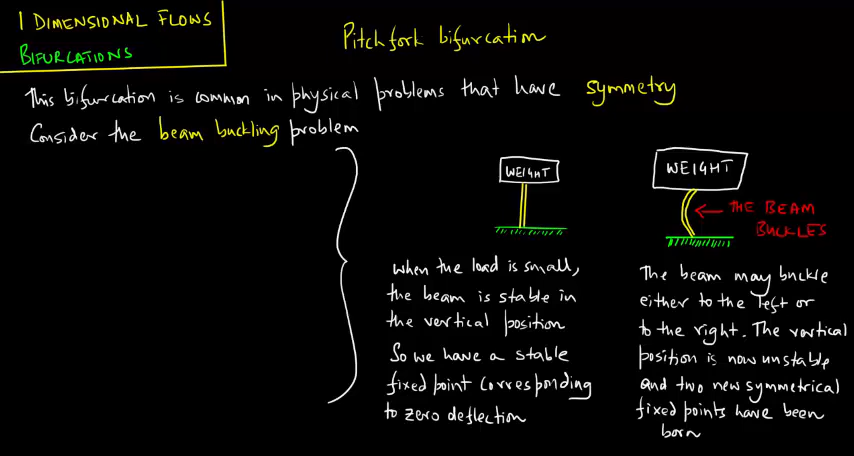 1 DIMENSIONAL FLOWS
BIFURCATIONS
Pitchfork bifurcation
This bifurcation is common in physical problems that have symmetry
Consider the beam buckling problem
WEIGHT
When the load is small,
the beam is stable in
the vertical position
So we have a stable
fixed point corresponding
to zero deflection
WEIGHT
THE BEAM
BUCKLES
The beam may buckle
either to the left or
to the right. The vertical
position is now unstable
and two new symmetrical
fixed points have been
born